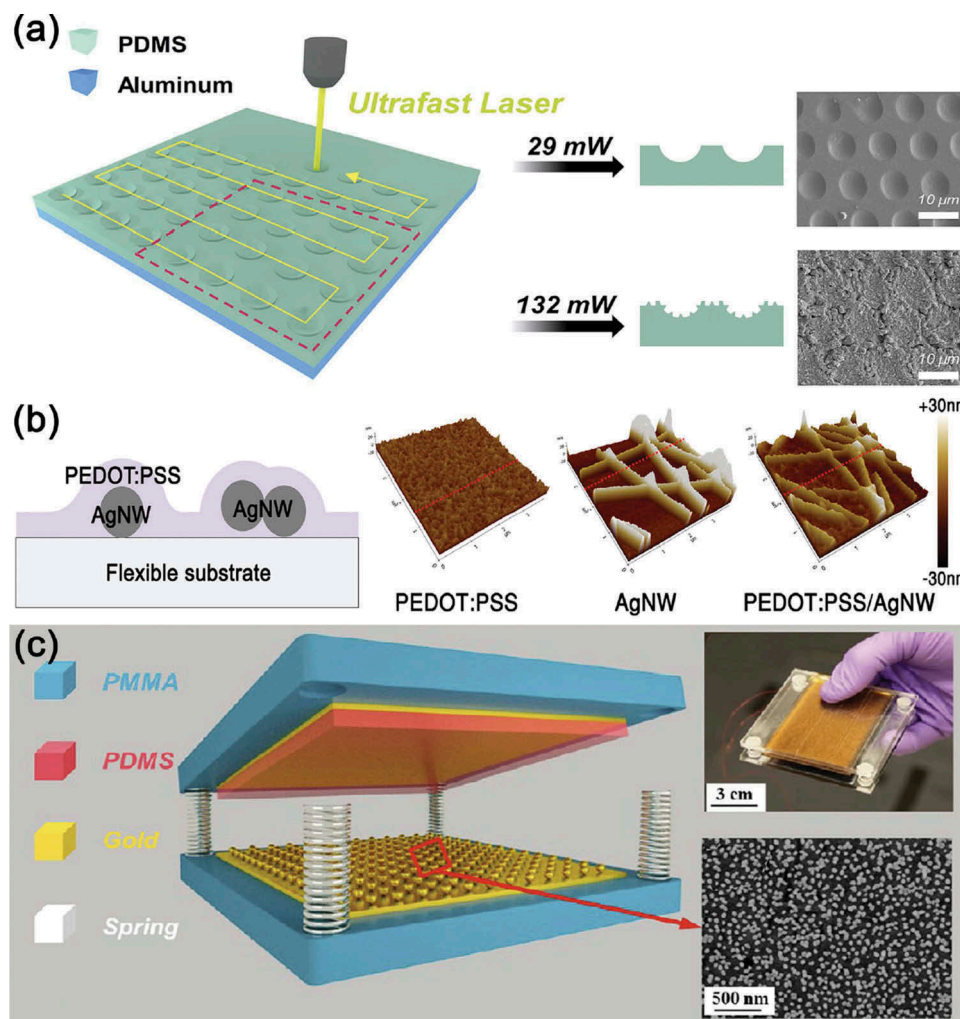 (a)
PDMS
Aluminum
Ultrafast Laser
29 mW
10 µm
132 mW
10 µm
(b)
PEDOT:PSS
AgNW
AgNW
Flexible substrate
+30nm
-30nm
PEDOT:PSS
AgNW
PEDOT:PSS/AgNW
(c)
PMMA
PDMS
Gold
Spring
3 cm
500 nm